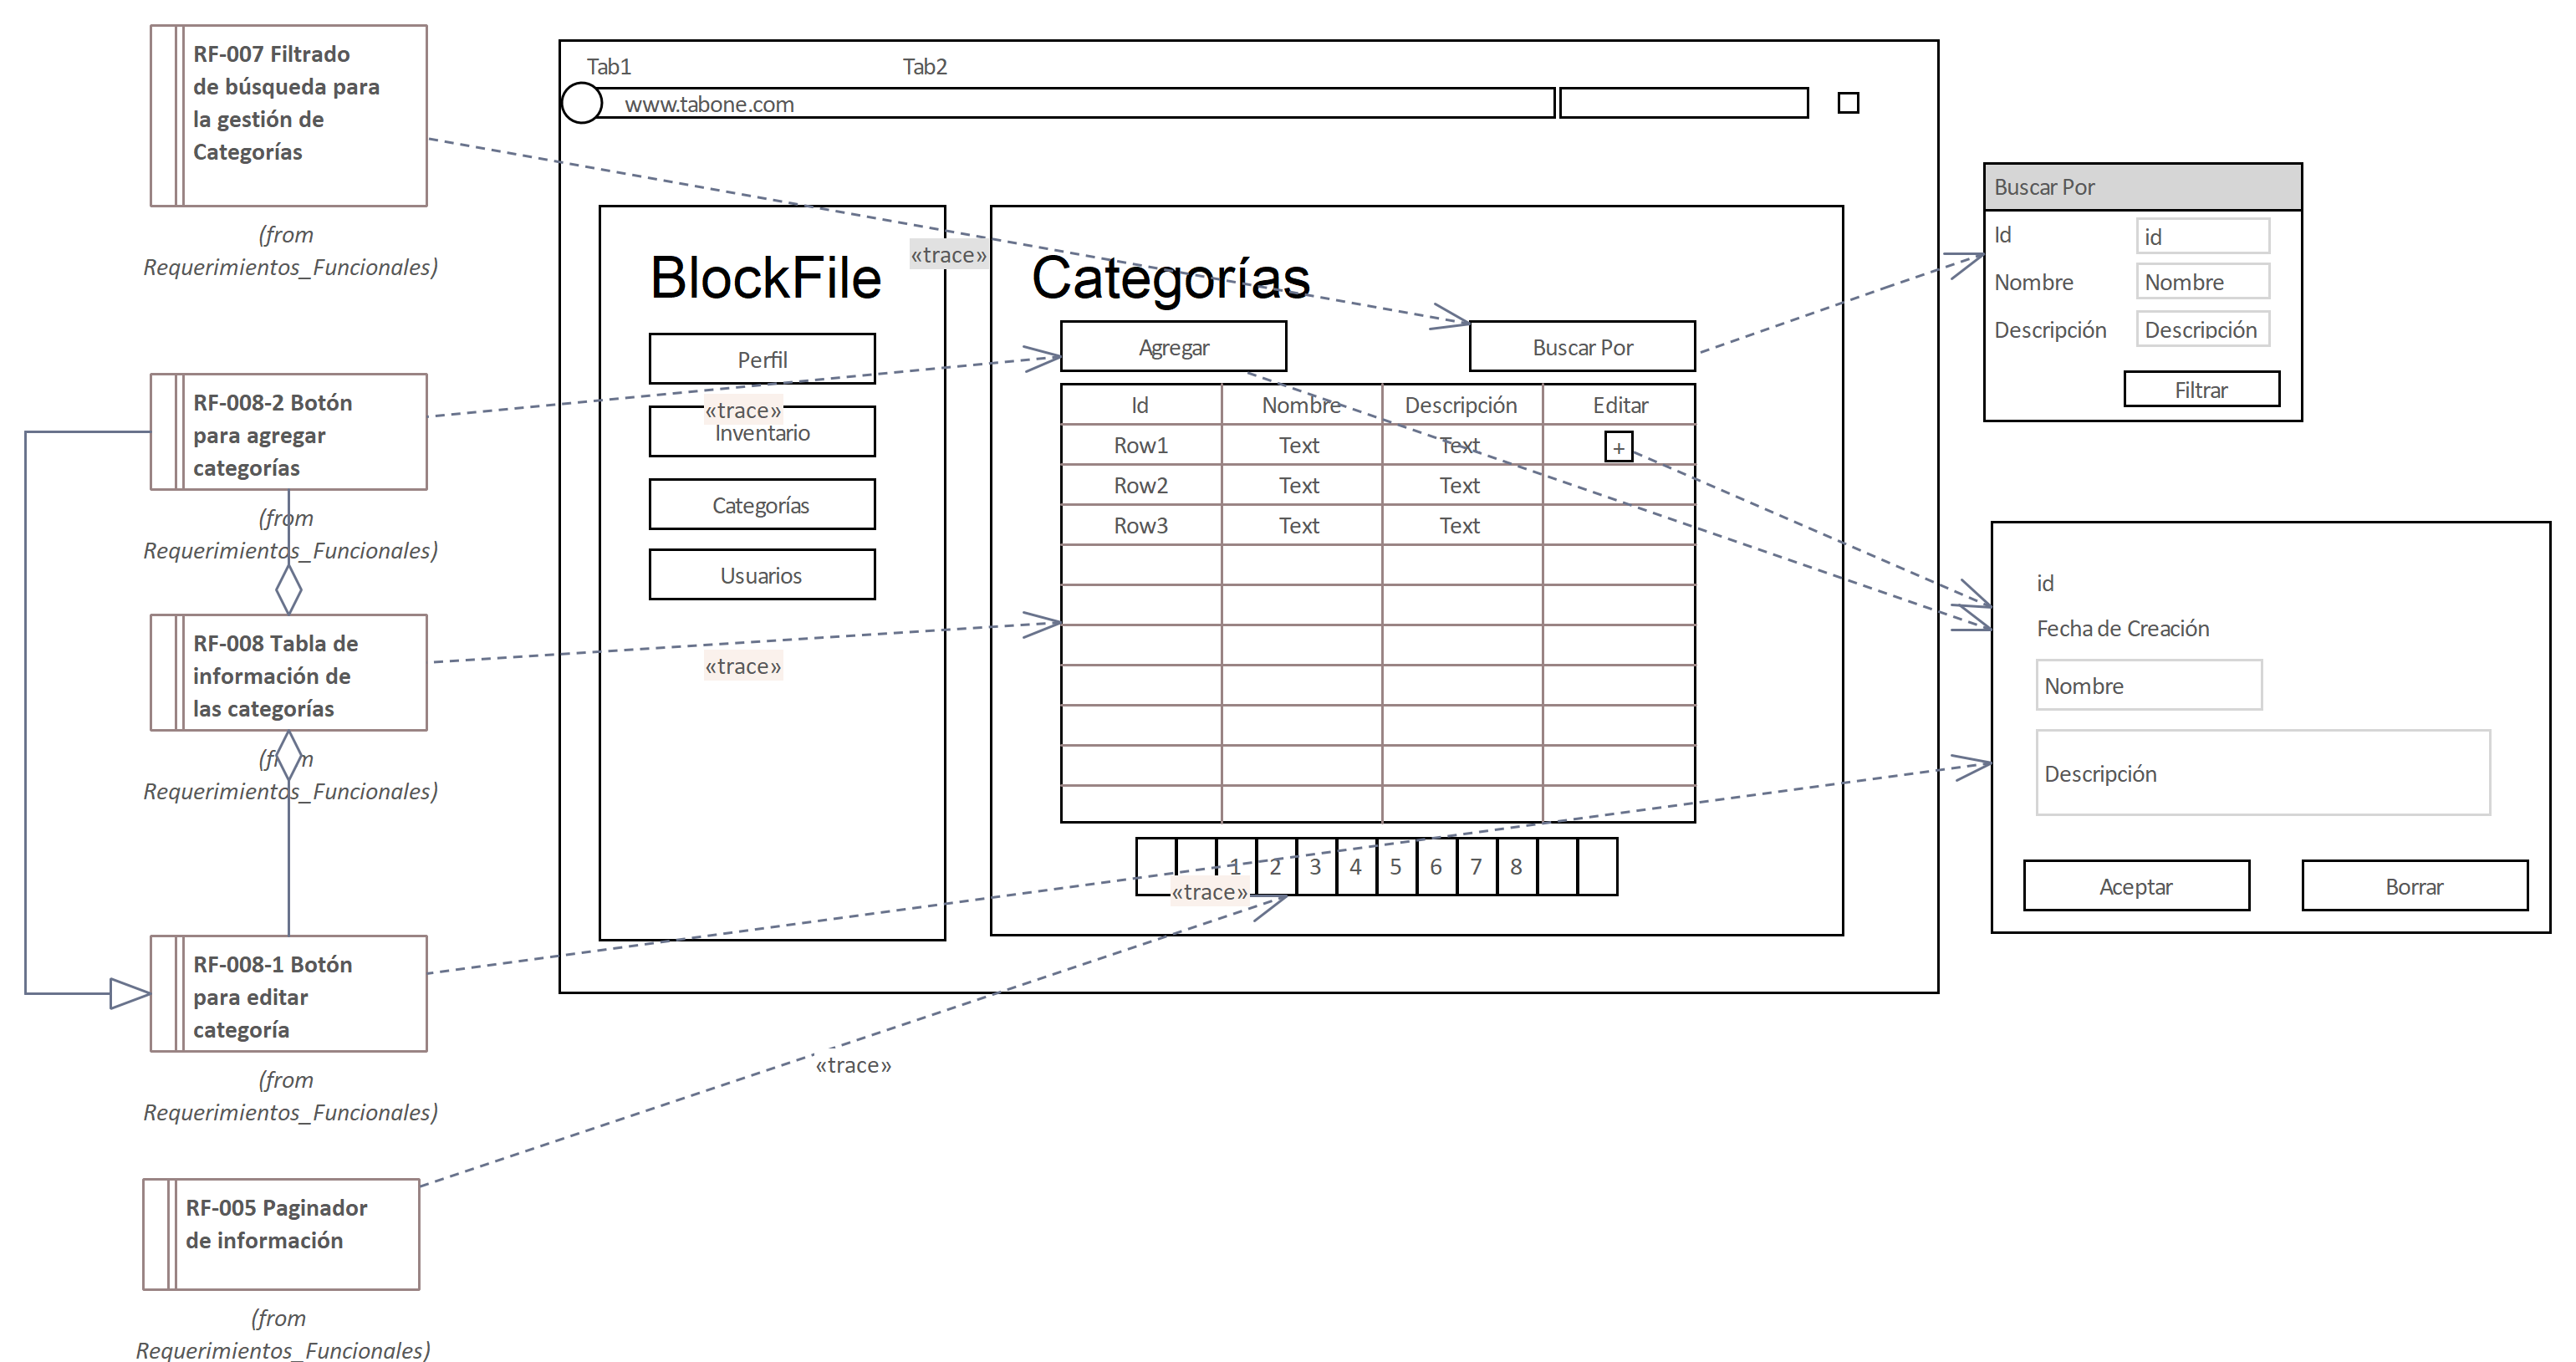 RF-007 Filtrado
de búsqueda para
la gestión de
Categorías
(from
Requerimientos_Funcionales)
RF-008-2 Botón
para agregar
categorías
(from
Requerimientos_Funcionales)
RF-008 Tabla de
información de
las categorías
(from
Requerimientos_Funcionales)
RF-008-1 Botón
para editar
categoría
(from
Requerimientos_Funcionales)
RF-005 Paginador
de información
(from
Requerimientos_Funcionales)
Tab1 Tab2
www.tabone.com
«trace»
«trace»
«trace»
«trace»
«trace»
BlockFile
Perfil
Inventario
Categorías
Usuarios
Categorías
Agregar Buscar Por
Id Nombre Descripción Editar
Row1 Text Text +
Row2 Text Text
Row3 Text Text
1 2 3 4 5 6 7 8
Buscar Por
Id id
Nombre Nombre
Descripción Descripción
Filtrar
id
Fecha de Creación
Nombre
Descripción
Aceptar Borrar